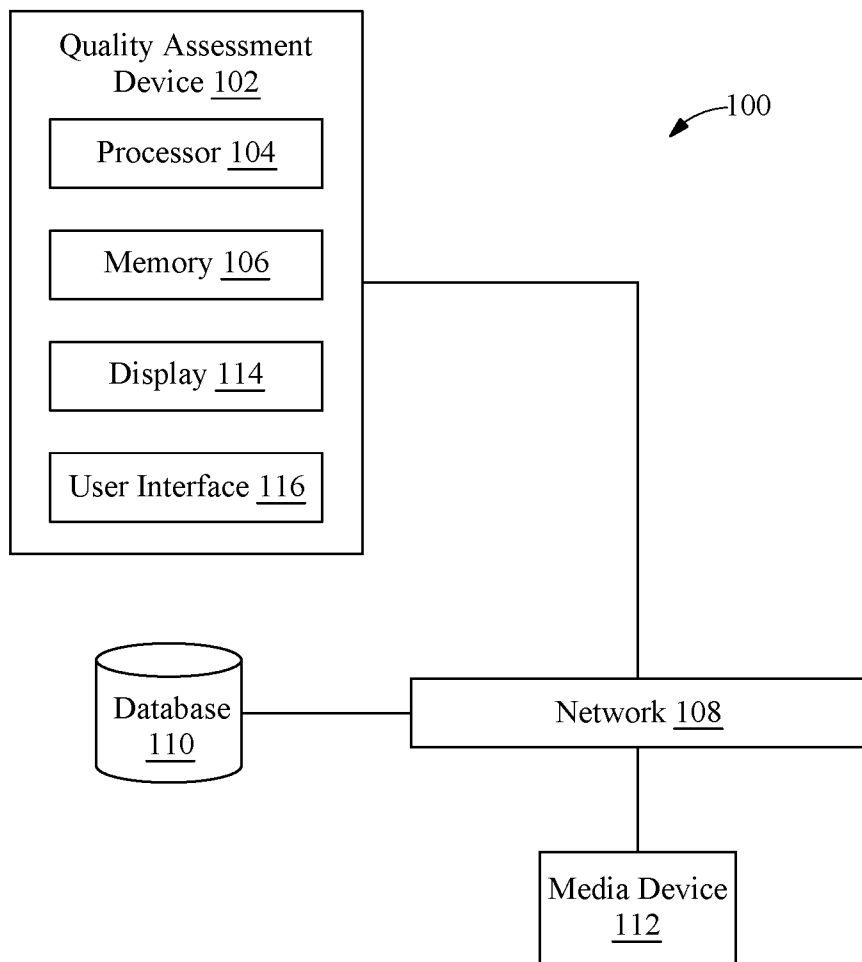 Quality Assessment
Device 102
100
Processor 104
Memory 106
Display 114
User Interface 116
Database
110
Network 108
Media Device
112